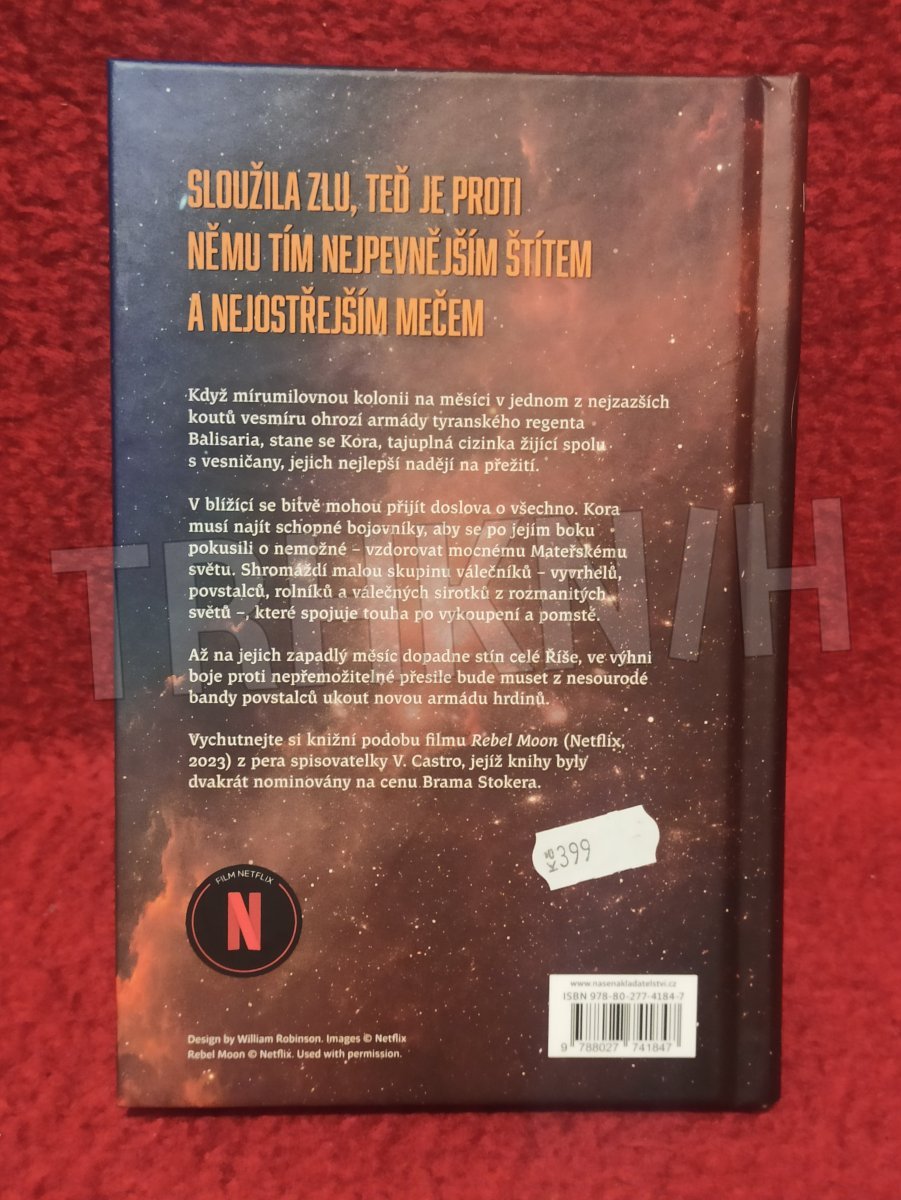 SLOUŽILA ZLU, TEĎ JE PROTI
NĚMU TÍM NEJPEVNĚJŠÍM ŠTÍTEM
A NEJOSTŘEJŠÍM MEČEM
Když mírumilovnou kolonii na měsíci v jednom z nejzazších
koutů vesmíru ohrozí armády tyranského regenta
Balisaria, stane se Kora, tajuplná cizinka žijící spolu
s vesničany, jejich nejlepší nadějí na přežití.
V blížící se bitvě mohou přijít doslova o všechno. Kora
musí najít schopné bojovníky, aby se po jejím boku
pokusili o nemožné – vzdorovat mocnému Mateřskému
světu. Shromáždí malou skupinu válečníků – vyvrhelů,
povstalců, rolníků a válečných sirotků z rozmanitých
světů –, které spojuje touha po vykoupení a pomstě.
Až na jejich zapadlý měsíc dopadne stín celé Říše, ve výhni
boje proti nepřemožitelné přesile bude muset z nesourodé
bandy povstalců ukout novou armádu hrdinů.
Vychutnejte si knižní podobu filmu Rebel Moon (Netflix,
2023) z pera spisovatelky V. Castro, jejíž knihy byly
dvakrát nominovány na cenu Brama Stokera.
Kčs 399
FILM NETFLIX
N
www.nasenakladatelstvi.cz
ISBN 978-80-277-4184-7
9 788027 741847
Design by William Robinson. Images © Netflix
Rebel Moon © Netflix. Used with permission.
TRHKNIH